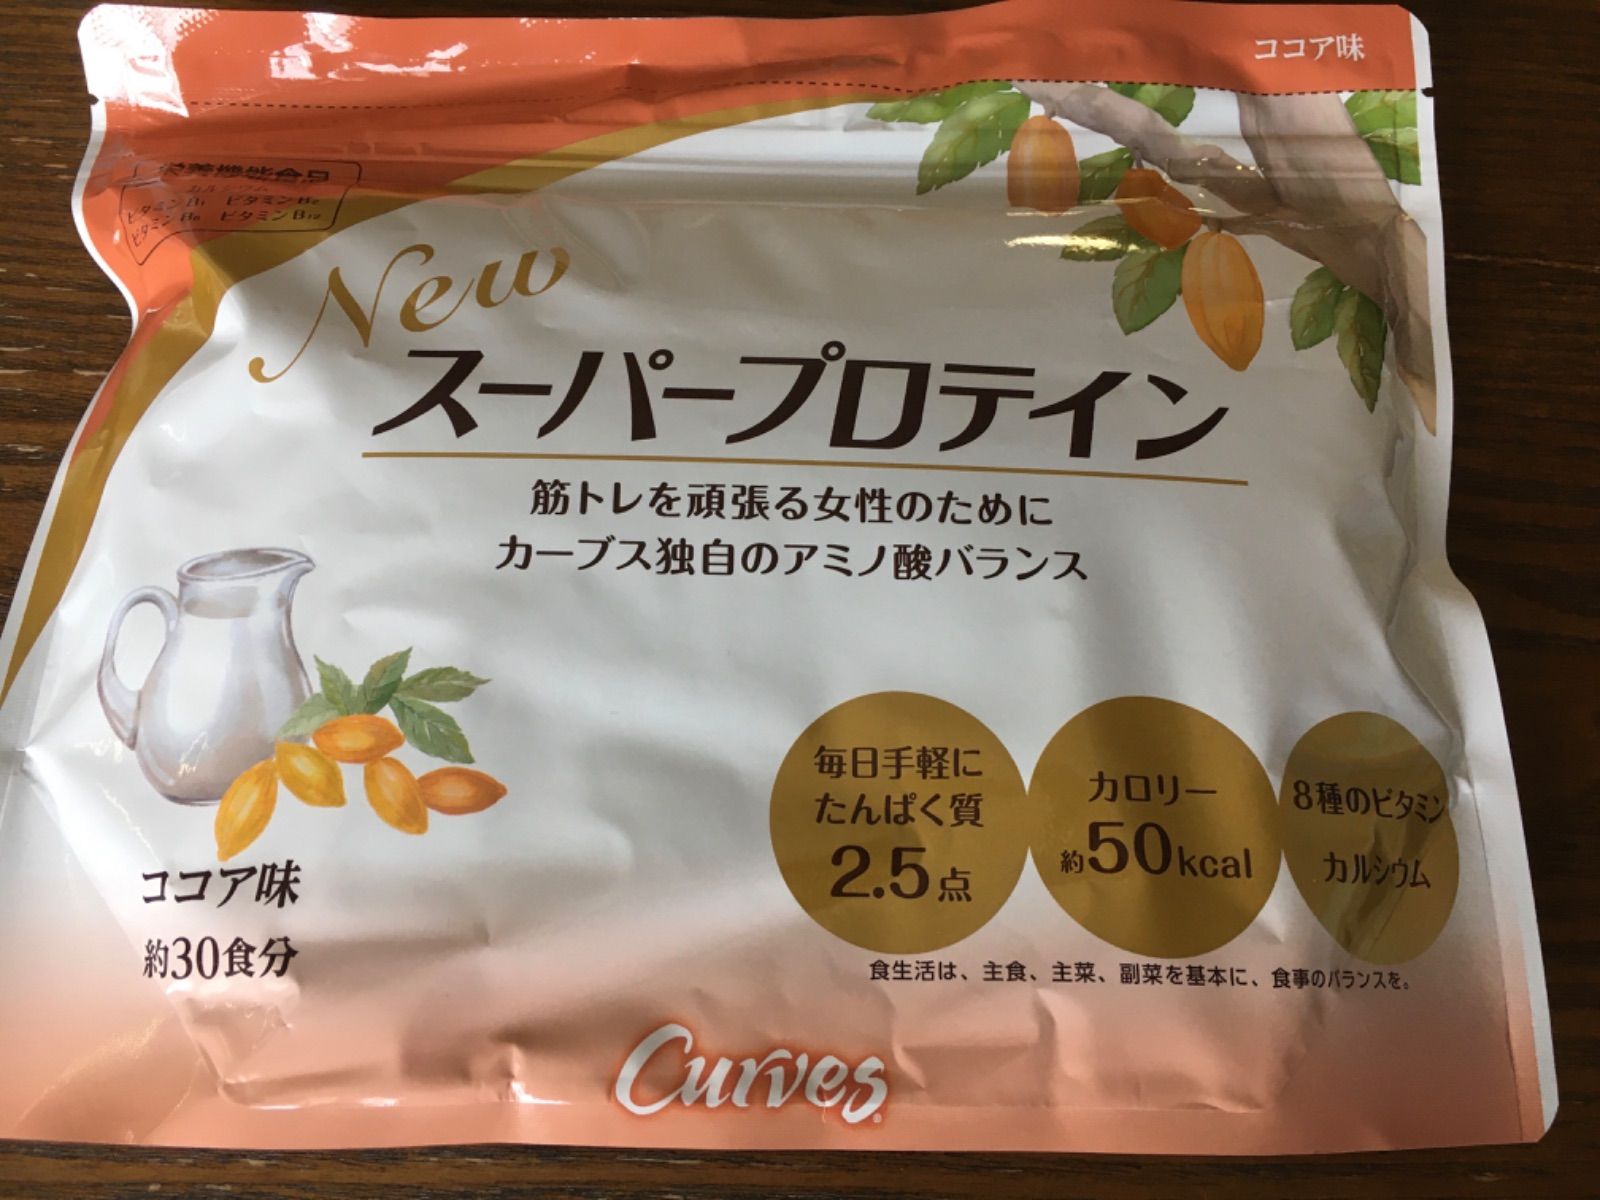 ココア味
栄養機能食品
カルシウム
ビタミンB₁ ビタミンB₂
ビタミンB₆ ビタミンB₁₂
New
スーパープロテイン
筋トレを頑張る女性のために
カーブス独自のアミノ酸バランス
毎日手軽に
たんぱく質
2.5点
カロリー
約50kcal
8種のビタミン
カルシウム
ココア味
約30食分
食生活は、主食、主菜、副菜を基本に、食事のバランスを。
Curves®